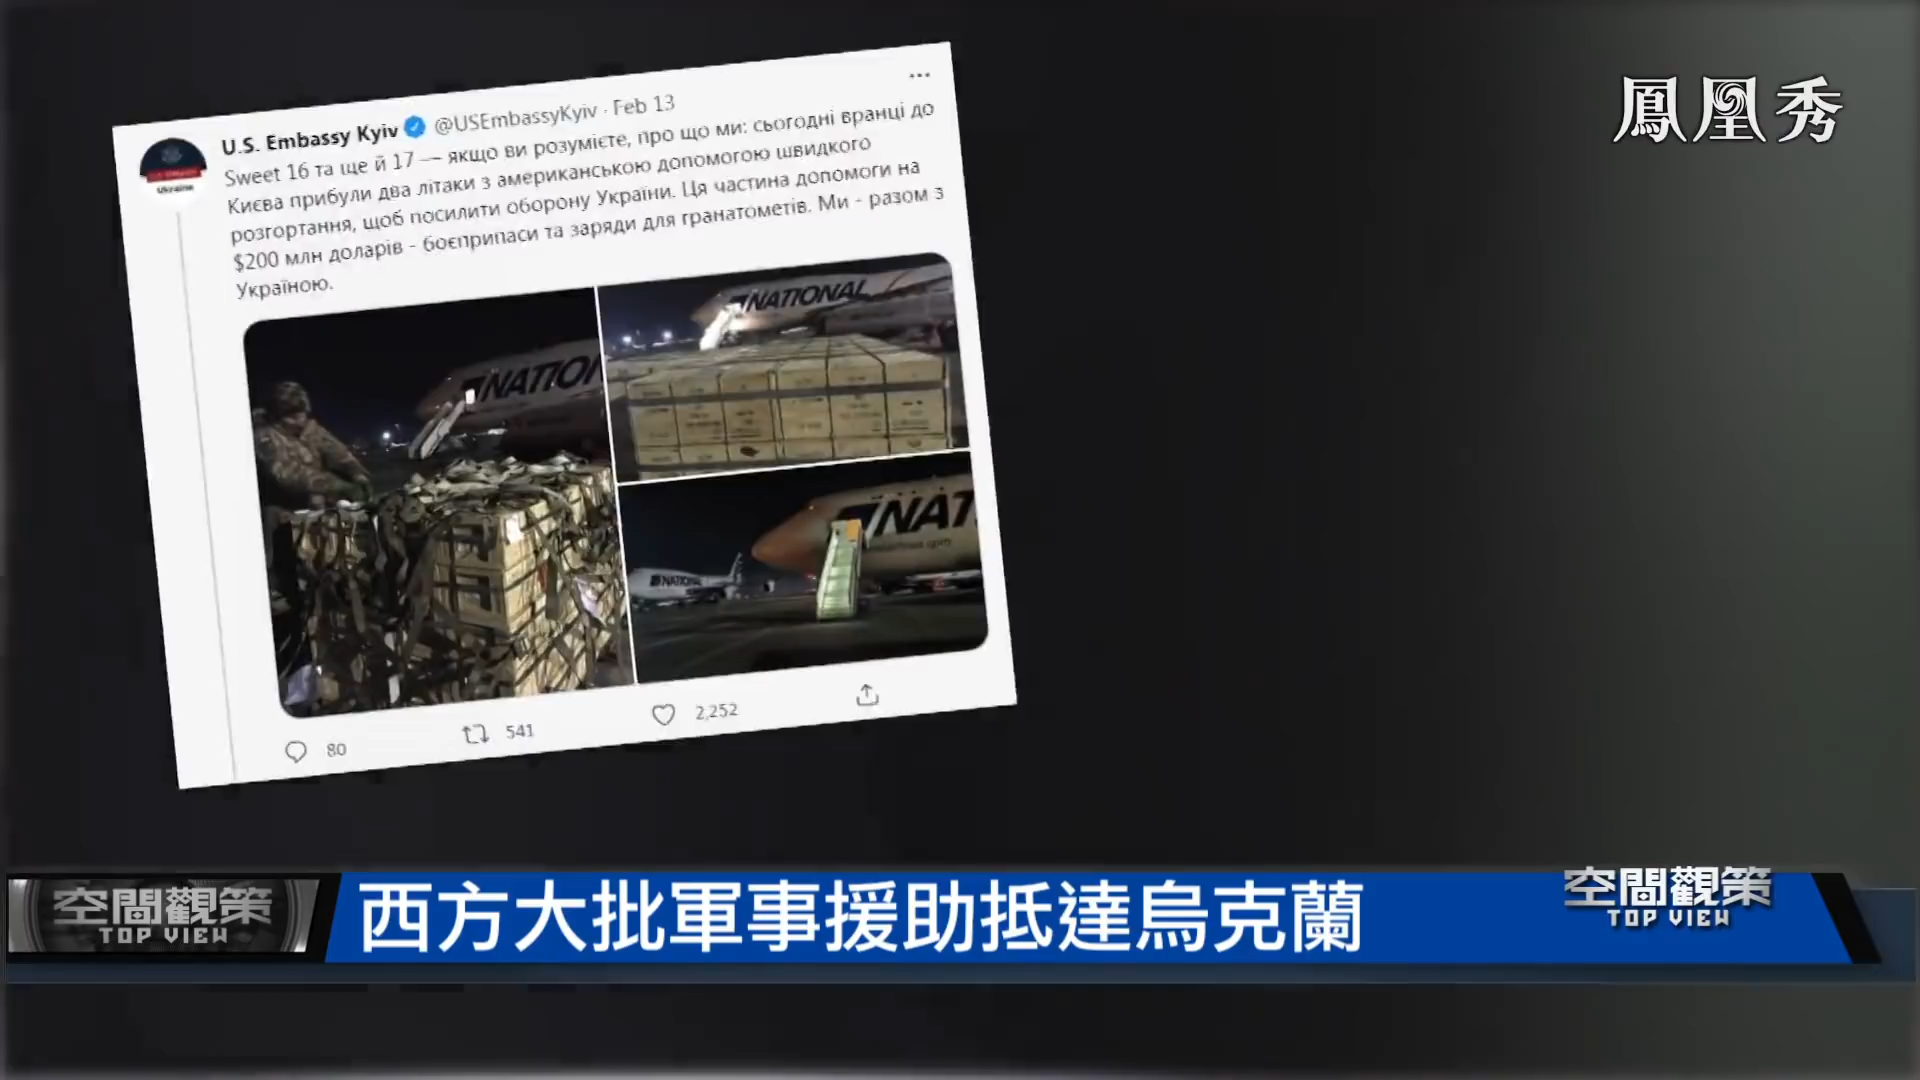 鳳凰秀
U.S. Embassy Kyiv @USEmbassyKyiv · Feb 13
Sweet 16 та ще й 17 — якщо ви розумієте, про що ми: сьогодні вранці до
Києва прибули два літаки з американською допомогою швидкого
розгортання, щоб посилити оборону України. Ця частина допомоги на
$200 млн доларів - боєприпаси та заряди для гранатометів. Ми - разом з
Україною.
NATION
NATIONAL
NAT
NATIONAL
80
541
2,252
空間觀策
TOP VIEW
西方大批軍事援助抵達烏克蘭
空間觀策
TOP VIEW